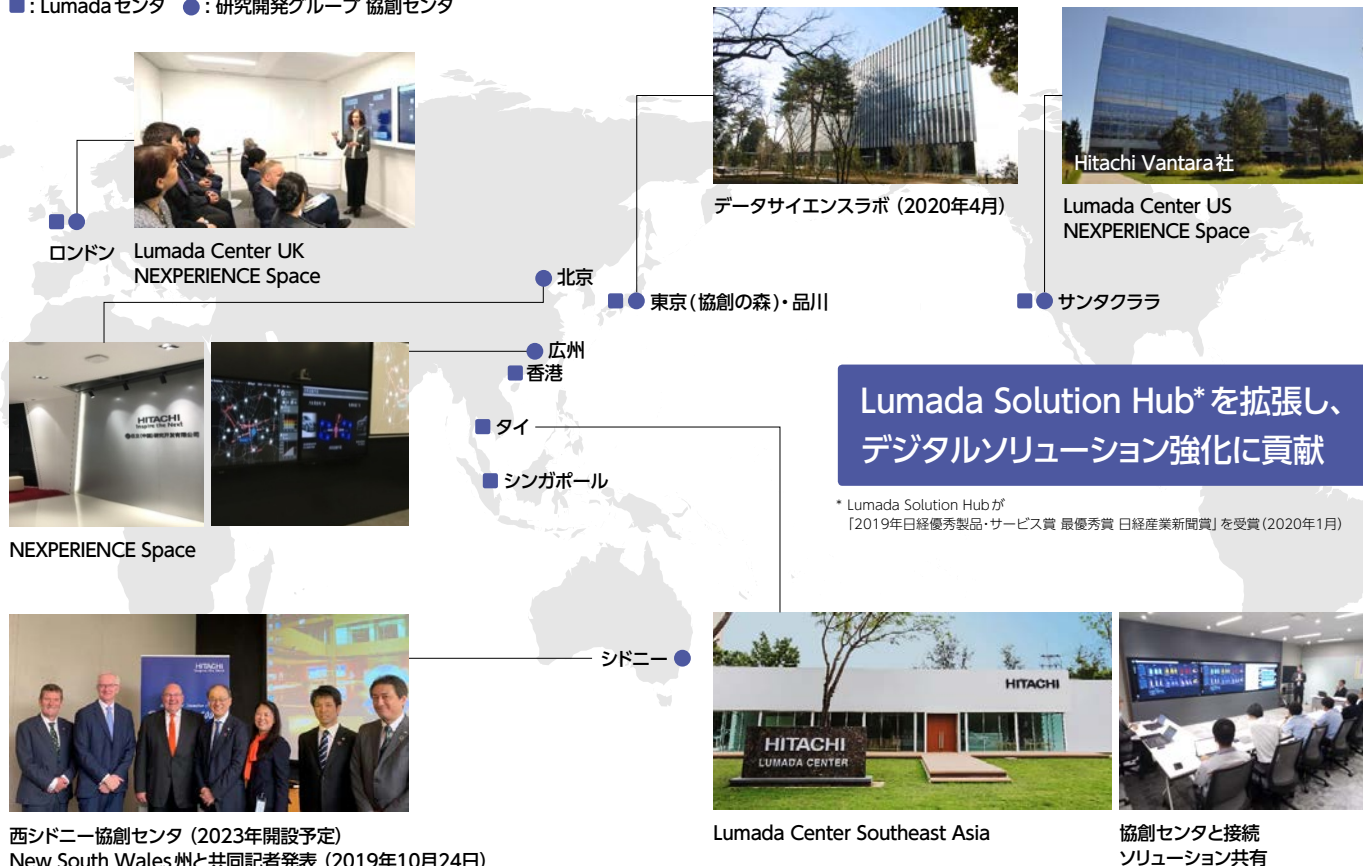 ■：Lumadaセンタ ●：研究開発グループ 協創センタ
Hitachi Vantara社
データサイエンスラボ（2020年4月）
Lumada Center US
NEXPERIENCE Space
ロンドン
Lumada Center UK
NEXPERIENCE Space
北京
東京（協創の森）・品川
サンタクララ
広州
香港
タイ
シンガポール
HITACHI
Inspire the Next
NEXPERIENCE Space
Lumada Solution Hub*を拡張し、
デジタルソリューション強化に貢献
* Lumada Solution Hubが
「2019年日経優秀製品・サービス賞 最優秀賞 日経産業新聞賞」を受賞（2020年1月）
シドニー
HITACHI
HITACHI
HITACHI
LUMADA CENTER
西シドニー協創センタ（2023年開設予定）
New South Wales州と共同記者発表（2019年10月24日）
Lumada Center Southeast Asia
協創センタと接続
ソリューション共有